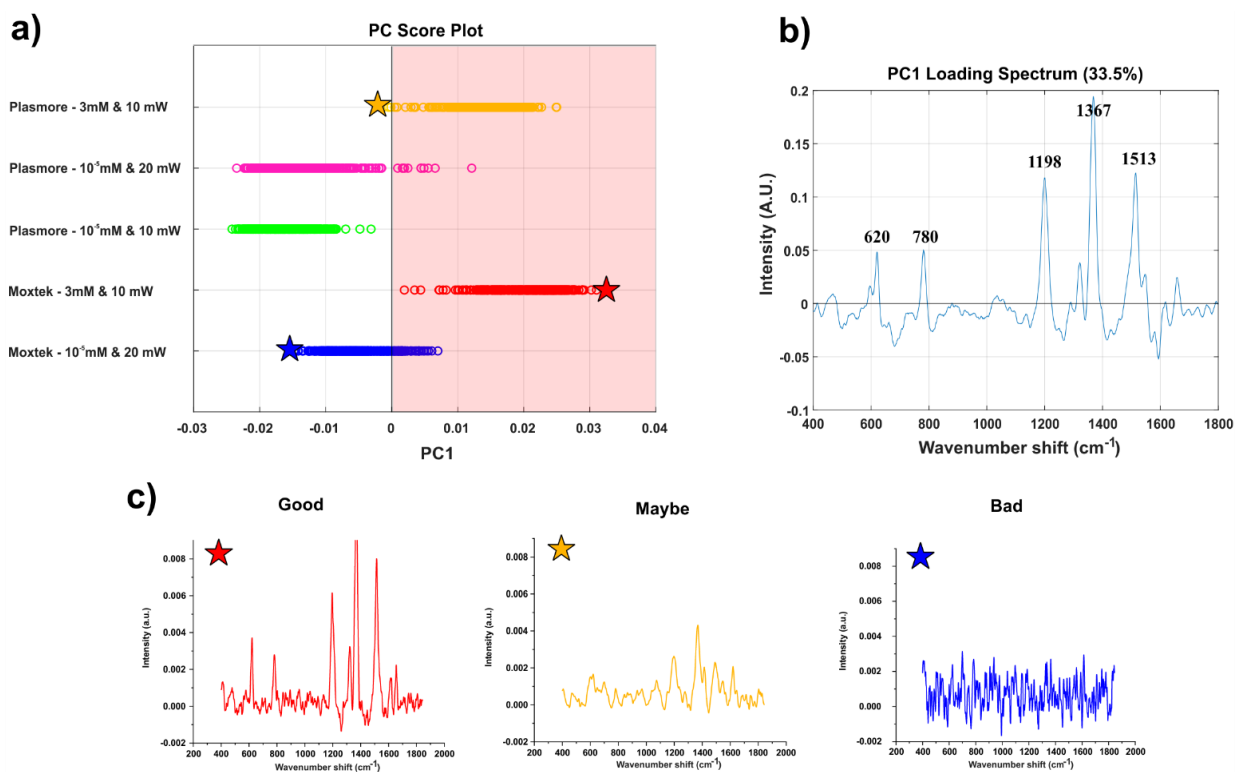 a)
PC Score Plot
Plasmore - 3mM & 10 mW
Plasmore - 10⁻⁵mM & 20 mW
Plasmore - 10⁻⁵mM & 10 mW
Moxtek - 3mM & 10 mW
Moxtek - 10⁻⁵mM & 20 mW
-0.03 -0.02 -0.01 0 0.01 0.02 0.03 0.04
PC1
b)
PC1 Loading Spectrum (33.5%)
Intensity (A.U.)
0.2
0.15
0.1
0.05
0
-0.05
-0.1
620
780
1198
1367
1513
400 600 800 1000 1200 1400 1600 1800
Wavenumber shift (cm⁻¹)
c)
Good
Intensity (a.u.)
0.008
0.006
0.004
0.002
0.000
-0.002
200 400 600 800 1000 1200 1400 1600 1800 2000
Wavenumber shift (cm⁻¹)
Maybe
Intensity (a.u.)
0.008
0.006
0.004
0.002
0.000
-0.002
200 400 600 800 1000 1200 1400 1600 1800 2000
Wavenumber shift (cm⁻¹)
Bad
Intensity (a.u.)
0.008
0.006
0.004
0.002
0.000
-0.002
200 400 600 800 1000 1200 1400 1600 1800 2000
Wavenumber shift (cm⁻¹)